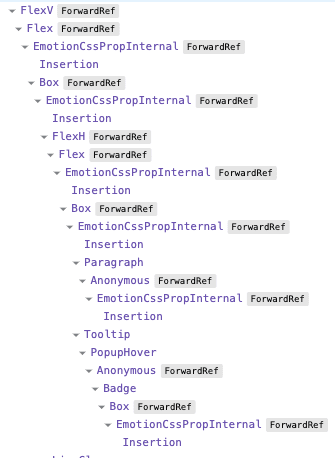 FlexV ForwardRef
Flex ForwardRef
EmotionCssPropInternal ForwardRef
Insertion
Box ForwardRef
EmotionCssPropInternal ForwardRef
Insertion
FlexH ForwardRef
Flex ForwardRef
EmotionCssPropInternal ForwardRef
Insertion
Box ForwardRef
EmotionCssPropInternal ForwardRef
Insertion
Paragraph
Anonymous ForwardRef
EmotionCssPropInternal ForwardRef
Insertion
Tooltip
PopupHover
Anonymous ForwardRef
Badge
Box ForwardRef
EmotionCssPropInternal ForwardRef
Insertion